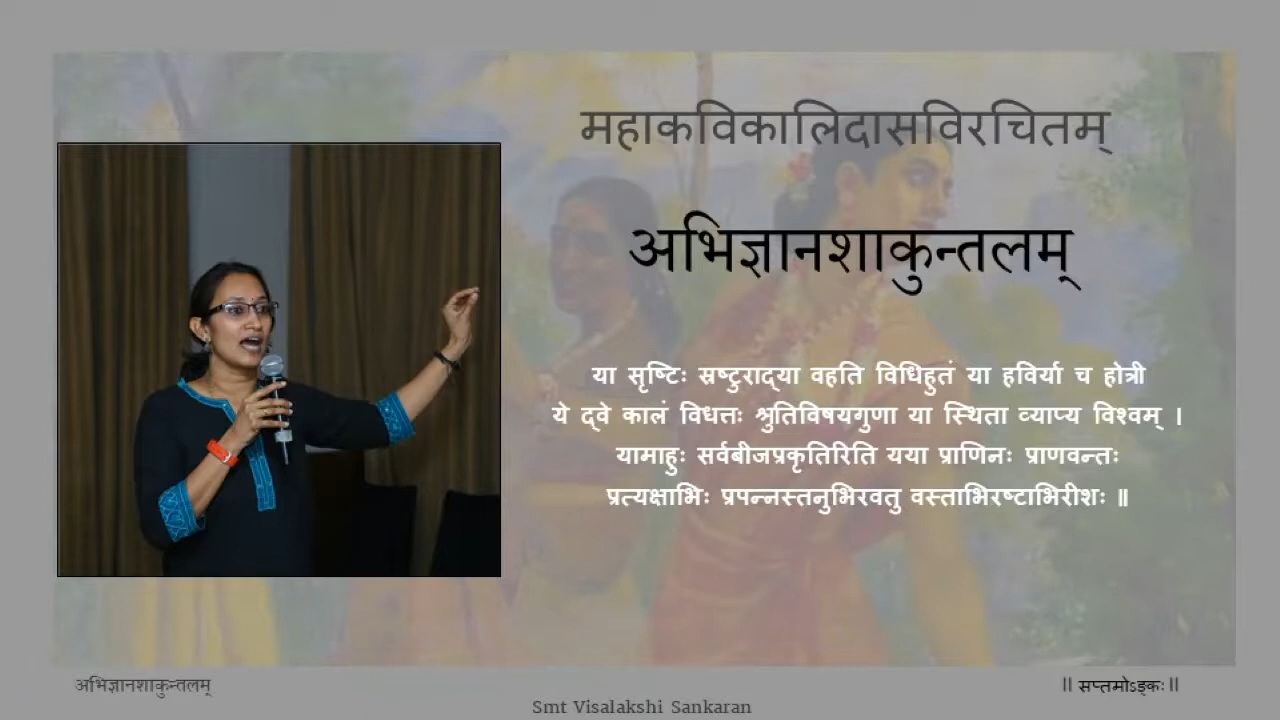 महाकविकालिदासविरचितम्
अभिज्ञानशाकुन्तलम्
या सृष्टिः स्रष्टुराद्या वहति विधिहुतं या हविर्या च होत्री
ये द्वे कालं विधत्तः श्रुतिविषयगुणा या स्थिता व्याप्य विश्वम् ।
यामाहुः सर्वबीजप्रकृतिरिति यया प्राणिनः प्राणवन्तः
प्रत्यक्षाभिः प्रपन्नस्तनुभिरवतु वस्ताभिरष्टाभिरीशः ॥
अभिज्ञानशाकुन्तलम्
॥ सप्तमोऽङ्कः ॥
Smt Visalakshi Sankaran